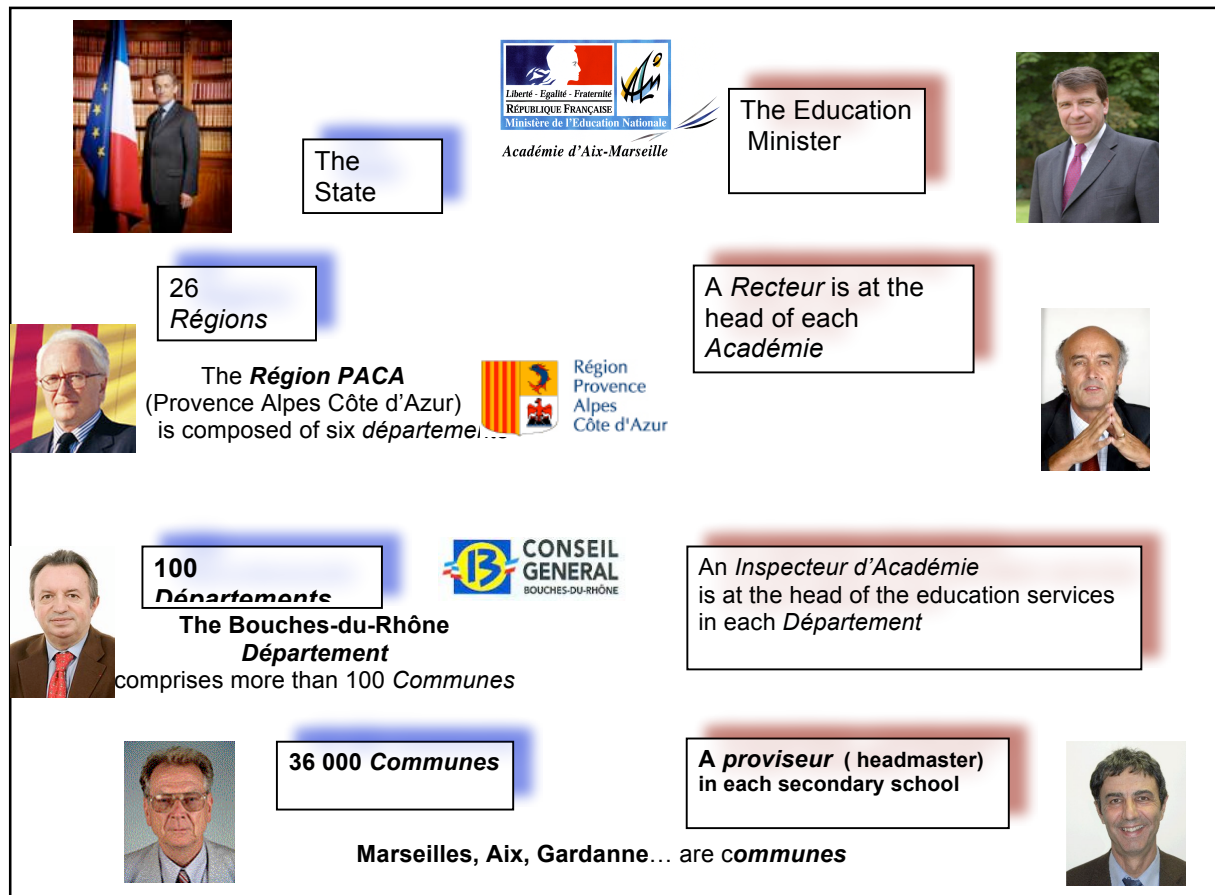 Liberté - Egalité - Fraternité
RÉPUBLIQUE FRANÇAISE
Ministère de l'Education Nationale
Académie d'Aix-Marseille
The
State
The Education
Minister
26
Régions
A Recteur is at the
head of each
Académie
The Région PACA
(Provence Alpes Côte d'Azur)
is composed of six départements
Région
Provence
Alpes
Côte d'Azur
100
Départements
13
CONSEIL
GENERAL
BOUCHES-DU-RHÔNE
An Inspecteur d'Académie
is at the head of the education services
in each Département
The Bouches-du-Rhône
Département
comprises more than 100 Communes
36 000 Communes
A proviseur ( headmaster)
in each secondary school
Marseilles, Aix, Gardanne… are communes